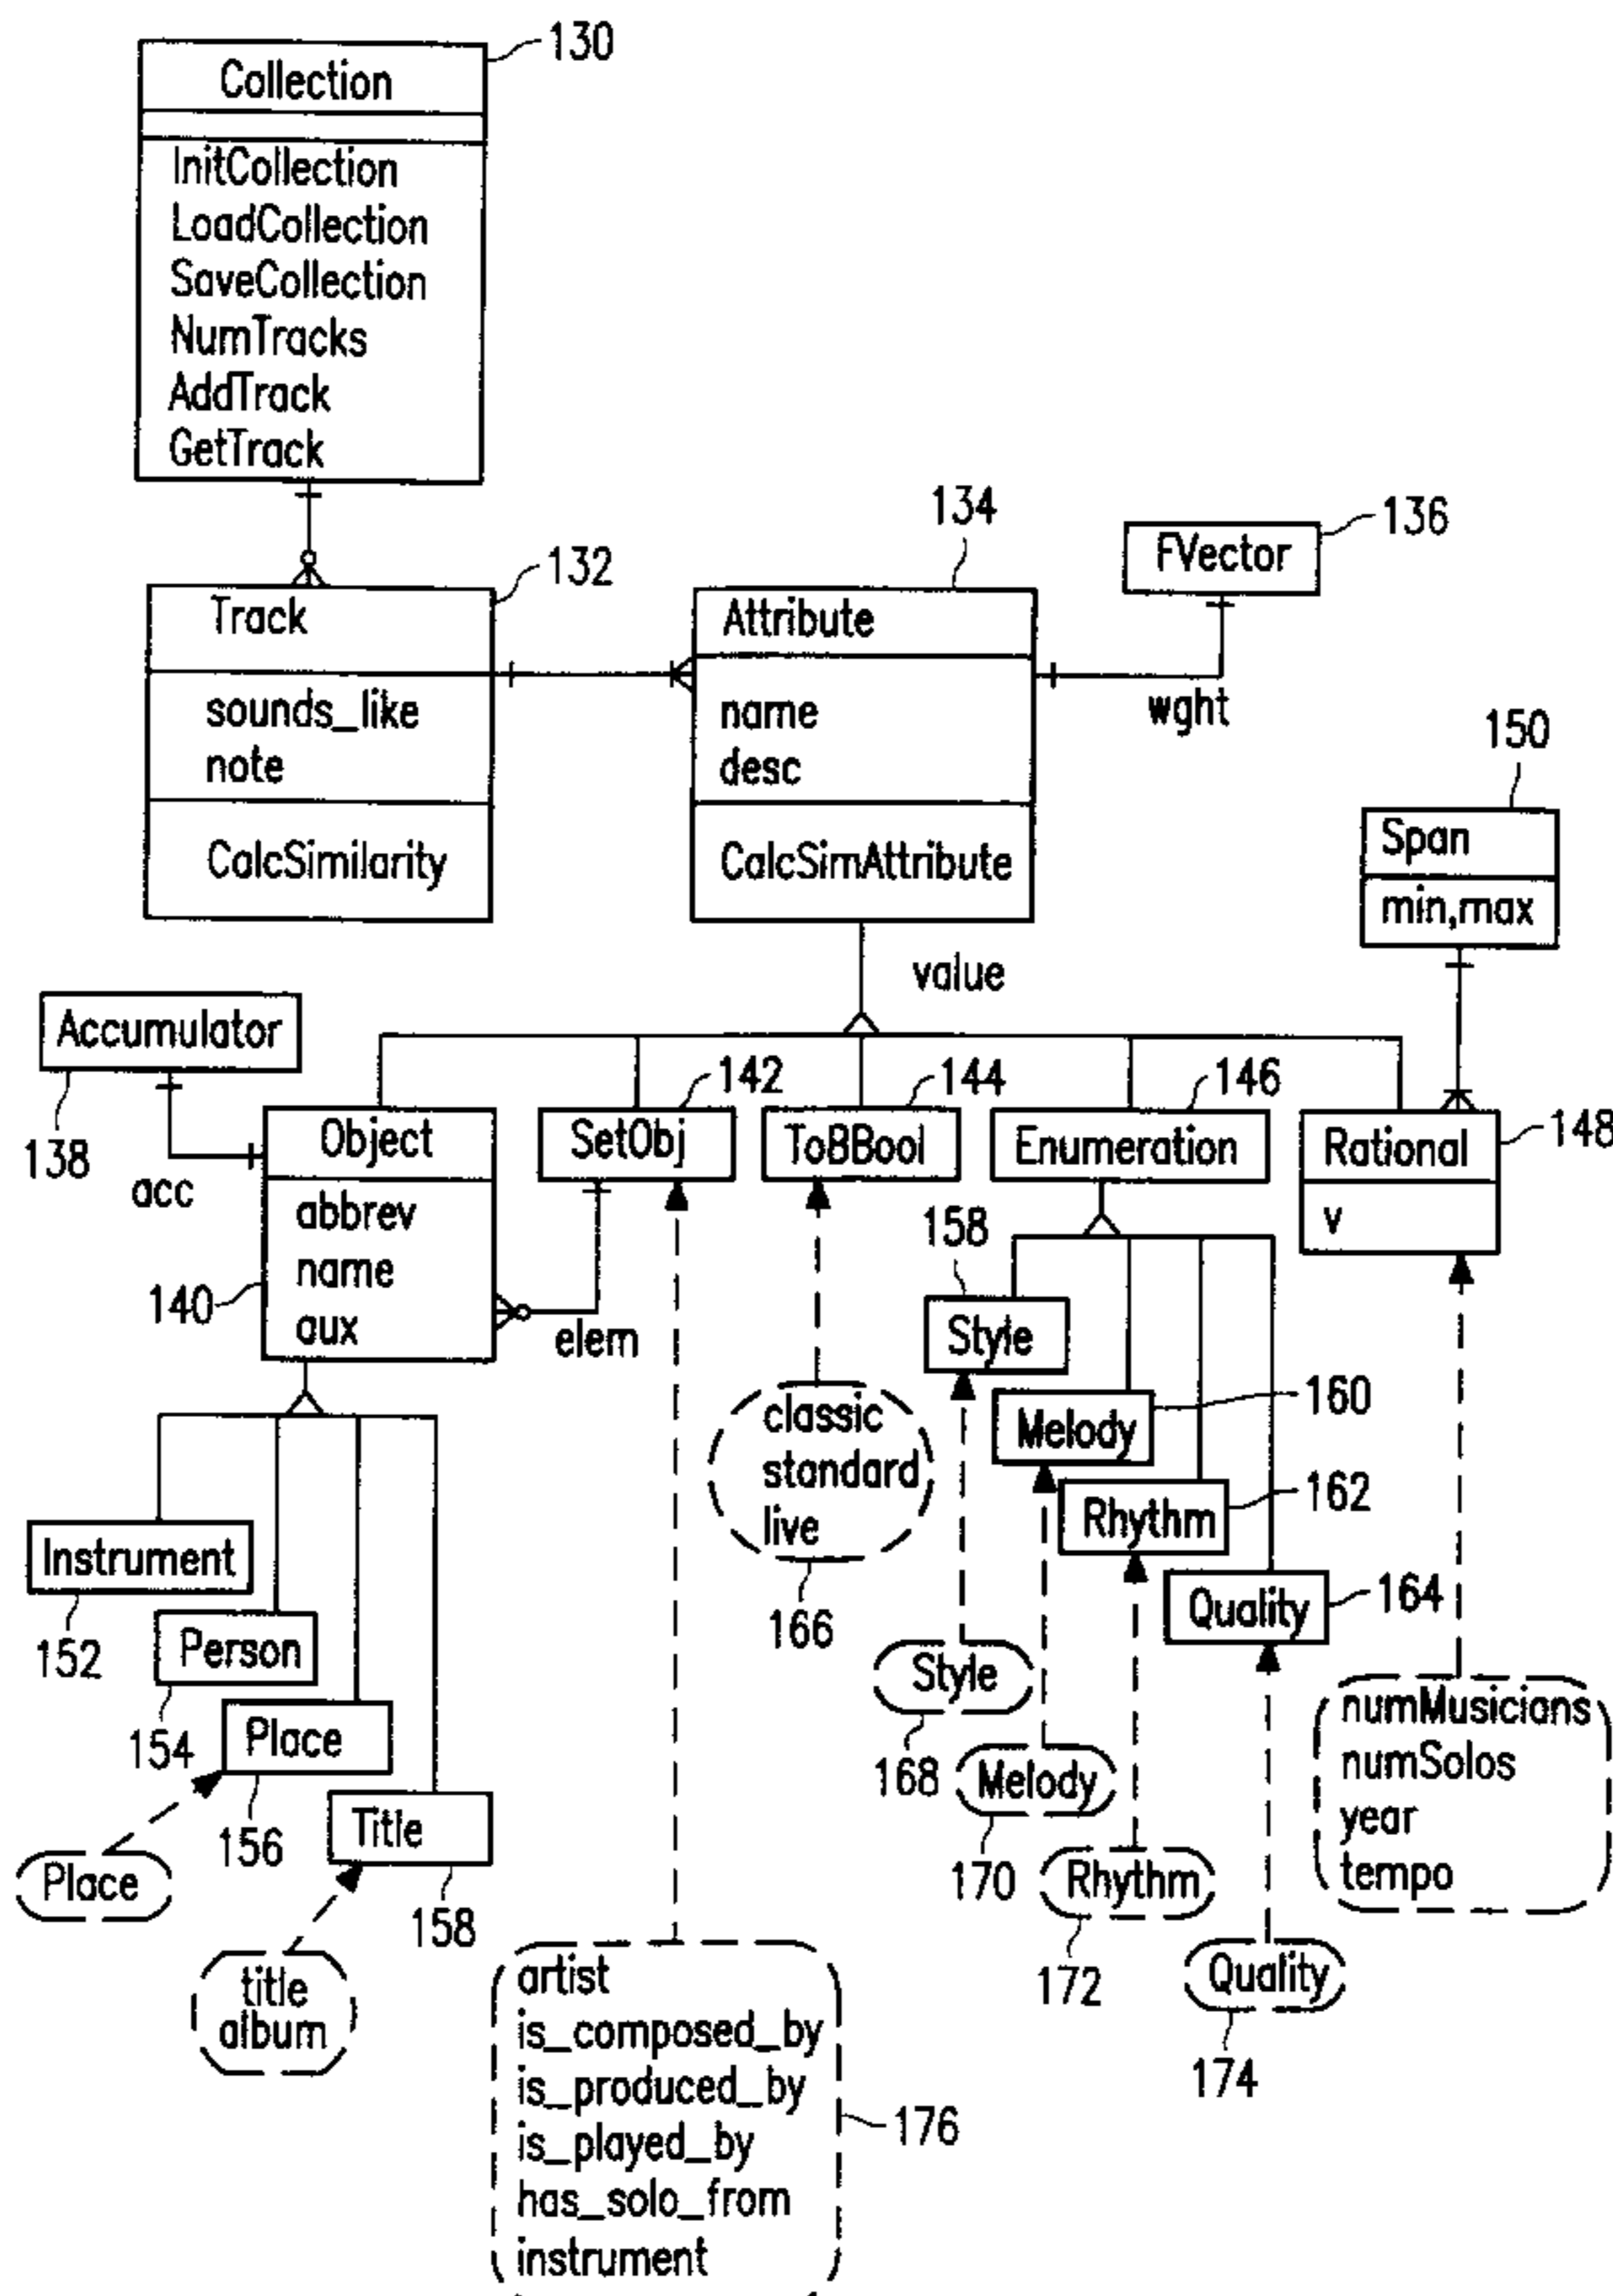 130
Collection
InitCollection
LoadCollection
SaveCollection
NumTracks
AddTrack
GetTrack
132
Track
sounds_like
note
CalcSimilarity
134
Attribute
name
desc
CalcSimAttribute
136
FVector
wght
150
Span
min,max
value
Accumulator
138
acc
Object
abbrev
name
aux
140
142
SetObj
elem
144
ToBBool
146
Enumeration
148
Rational
v
158
Style
160
Melody
162
Rhythm
164
Quality
classic
standard
live
166
Instrument
152
Person
154
Place
156
Title
158
Place
title
album
Style
168
Melody
170
Rhythm
172
Quality
174
numMusicians
numSolos
year
tempo
artist
is_composed_by
is_produced_by
is_played_by
has_solo_from
instrument
176